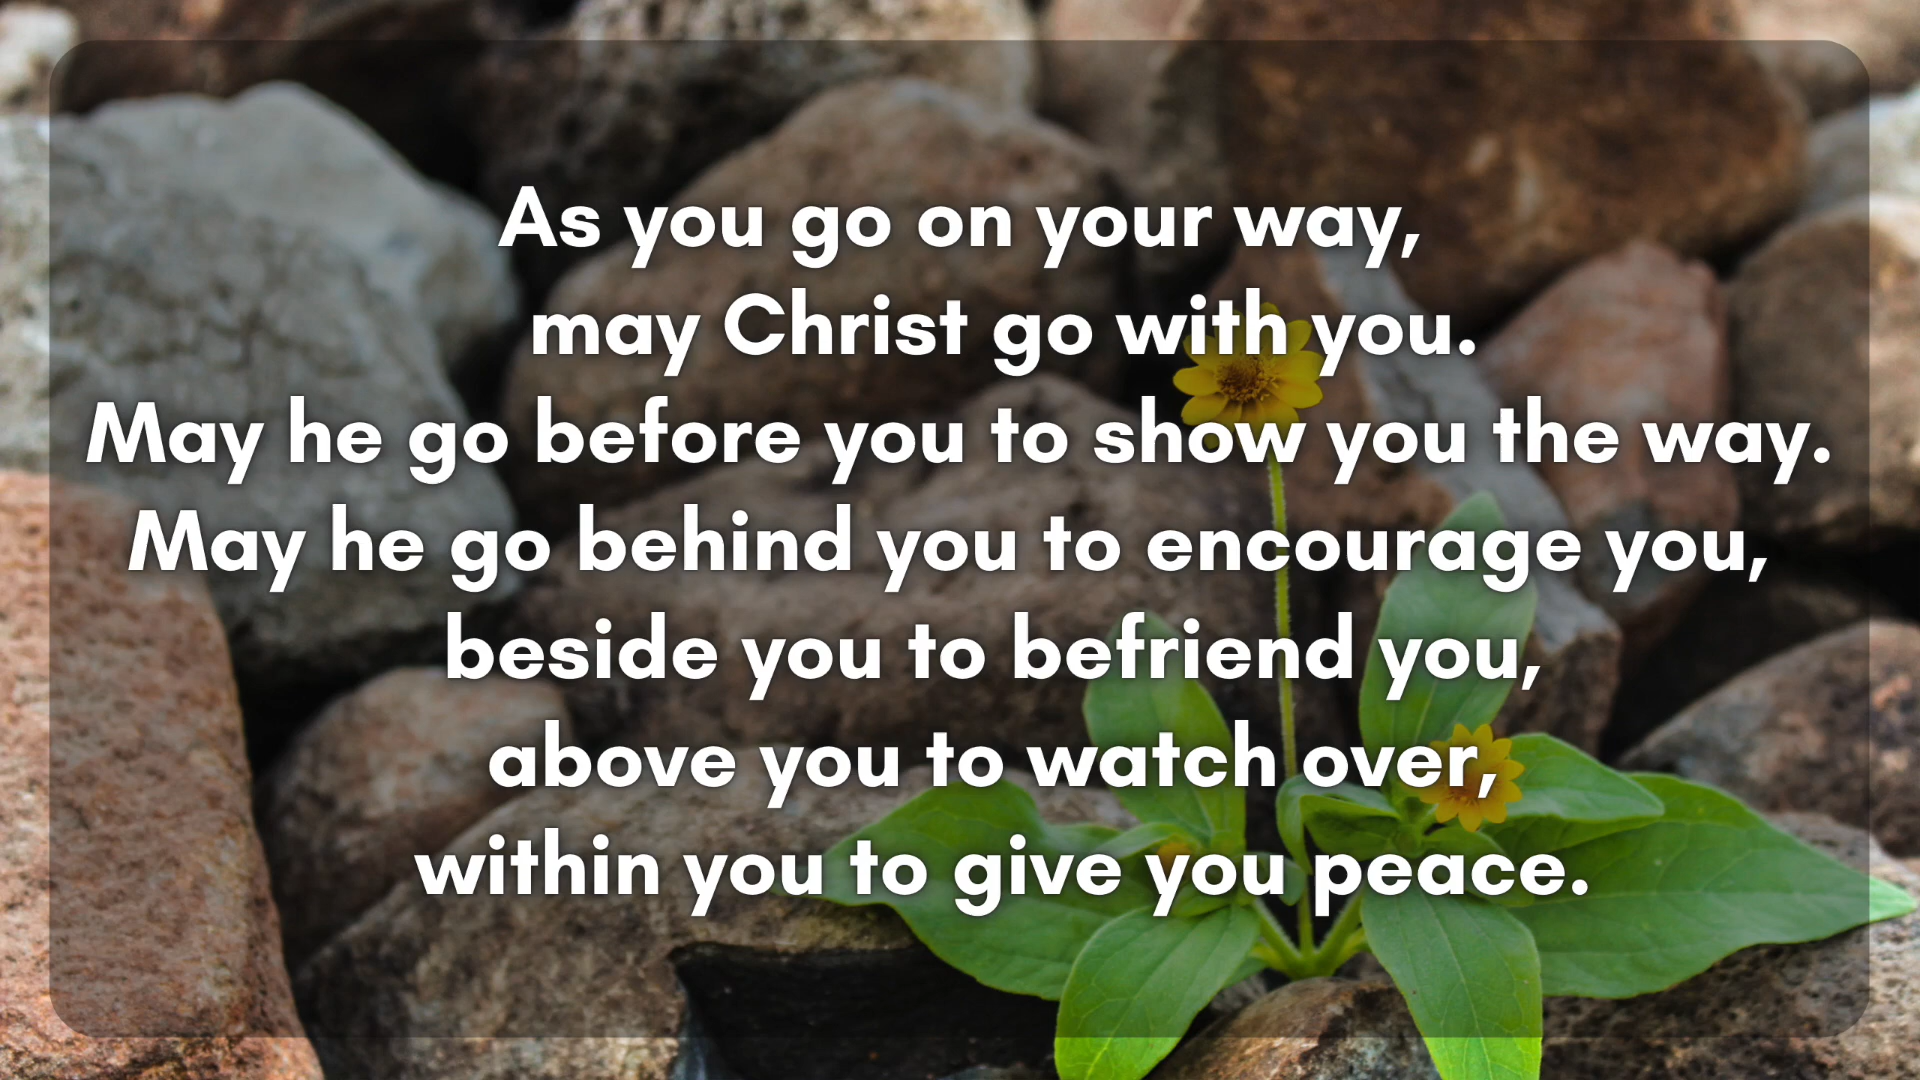 As you go on your way,
may Christ go with you.
May he go before you to show you the way.
May he go behind you to encourage you,
beside you to befriend you,
above you to watch over,
within you to give you peace.